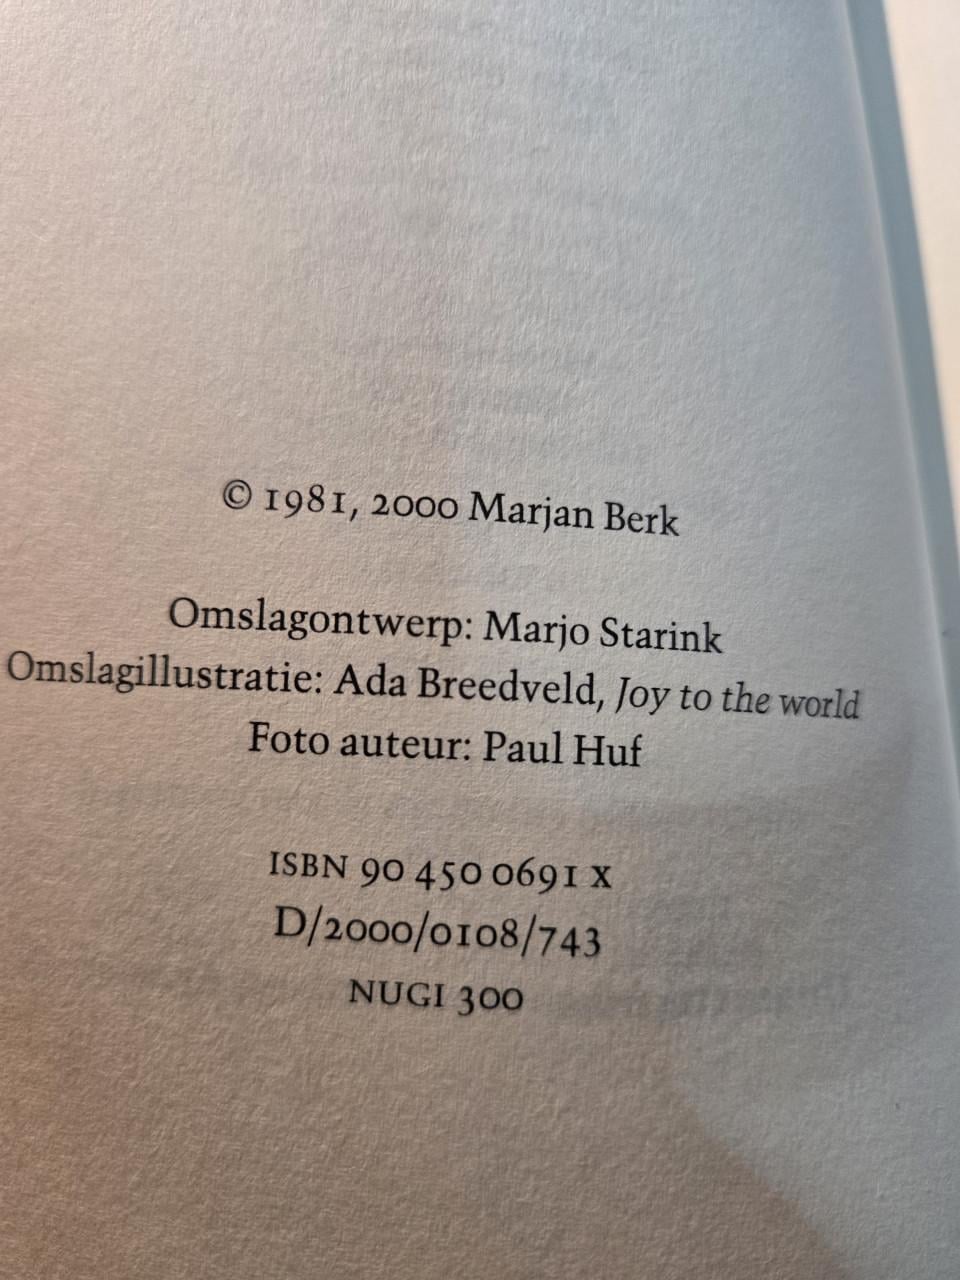 © 1981, 2000 Marjan Berk
Omslagontwerp: Marjo Starink
Omslagillustratie: Ada Breedveld, Joy to the world
Foto auteur: Paul Huf
ISBN 90 450 0691 X
D/2000/0108/743
NUGI 300